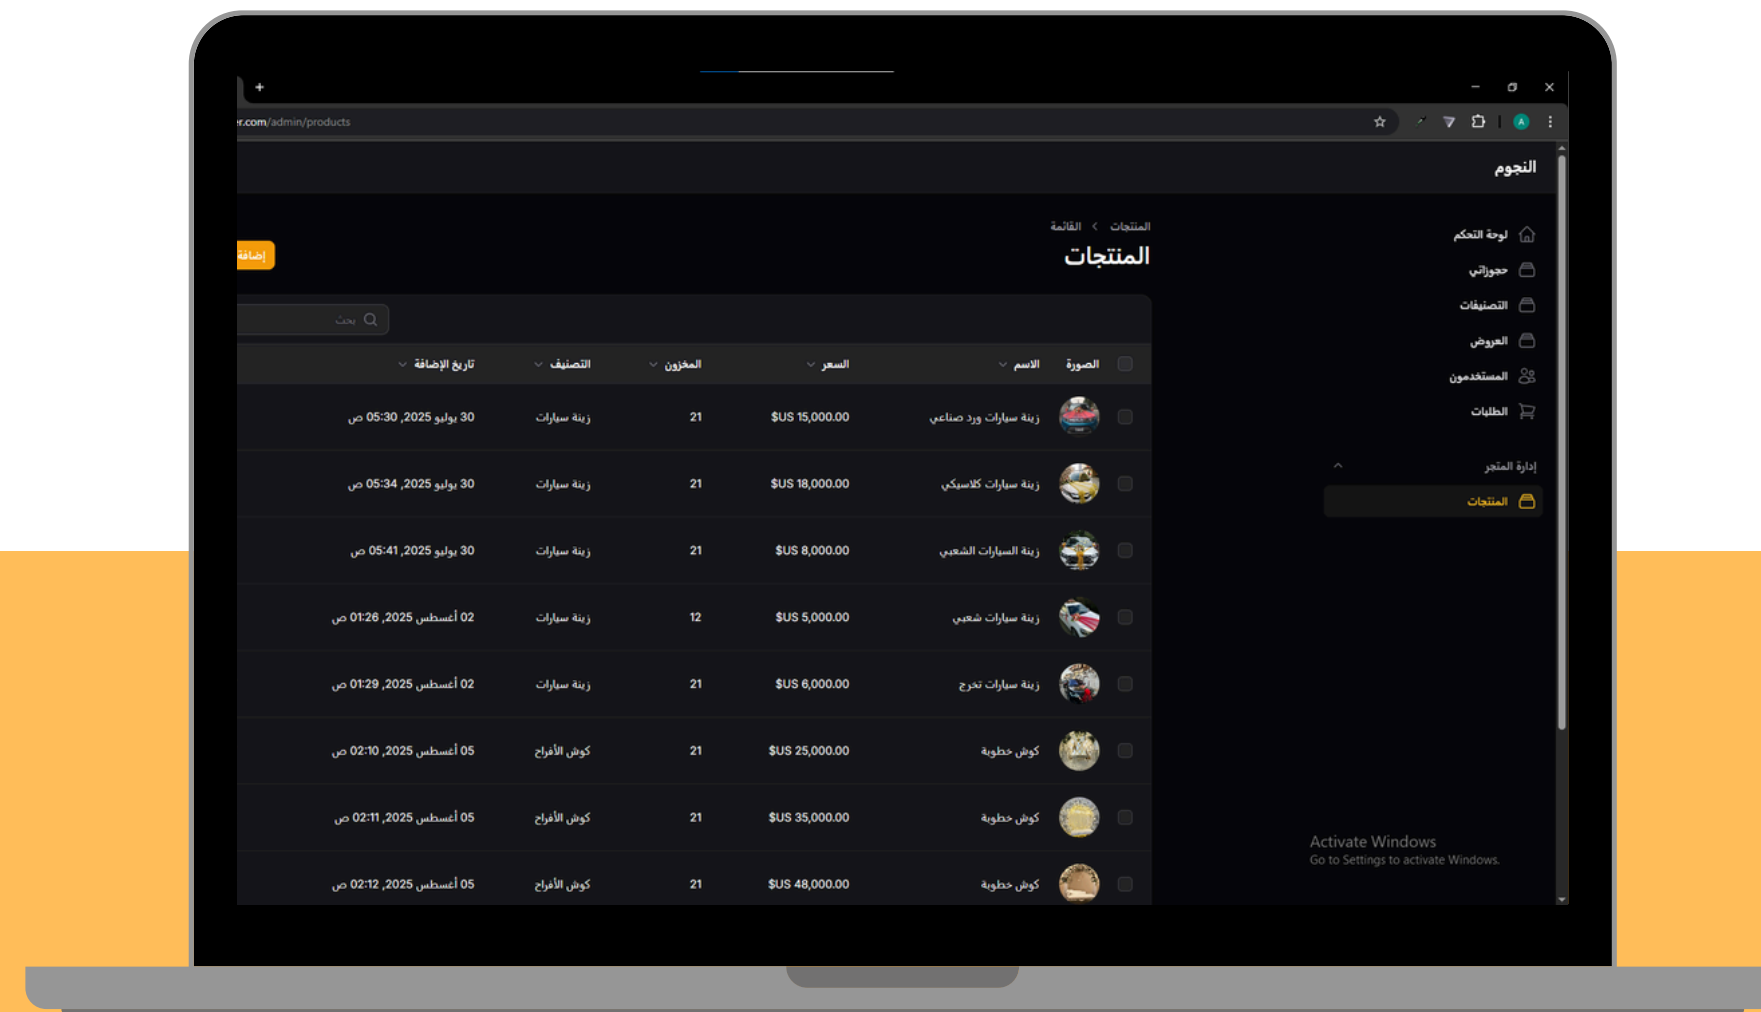 r.com/admin/products
A
النجوم
لوحة التحكم
حجوزاتي
التصنيفات
العروض
المستخدمون
الطلبات
إدارة المتجر
المنتجات
المنتجات > القائمة
المنتجات
إضافة
بحث
الصورة الاسم السعر المخزون التصنيف تاريخ الإضافة
زينة سيارات ورد صناعي $US 15,000.00 21 زينة سيارات 30 يوليو 2025, 05:30 ص
زينة سيارات كلاسيكي $US 18,000.00 21 زينة سيارات 30 يوليو 2025, 05:34 ص
زينة السيارات الشعبي $US 8,000.00 21 زينة سيارات 30 يوليو 2025, 05:41 ص
زينة سيارات شعبي $US 5,000.00 12 زينة سيارات 02 أغسطس 2025, 01:26 ص
زينة سيارات تخرج $US 6,000.00 21 زينة سيارات 02 أغسطس 2025, 01:29 ص
كوش خطوبة $US 25,000.00 21 كوش الأفراح 05 أغسطس 2025, 02:10 ص
كوش خطوبة $US 35,000.00 21 كوش الأفراح 05 أغسطس 2025, 02:11 ص
كوش خطوبة $US 48,000.00 21 كوش الأفراح 05 أغسطس 2025, 02:12 ص
Activate Windows
Go to Settings to activate Windows.